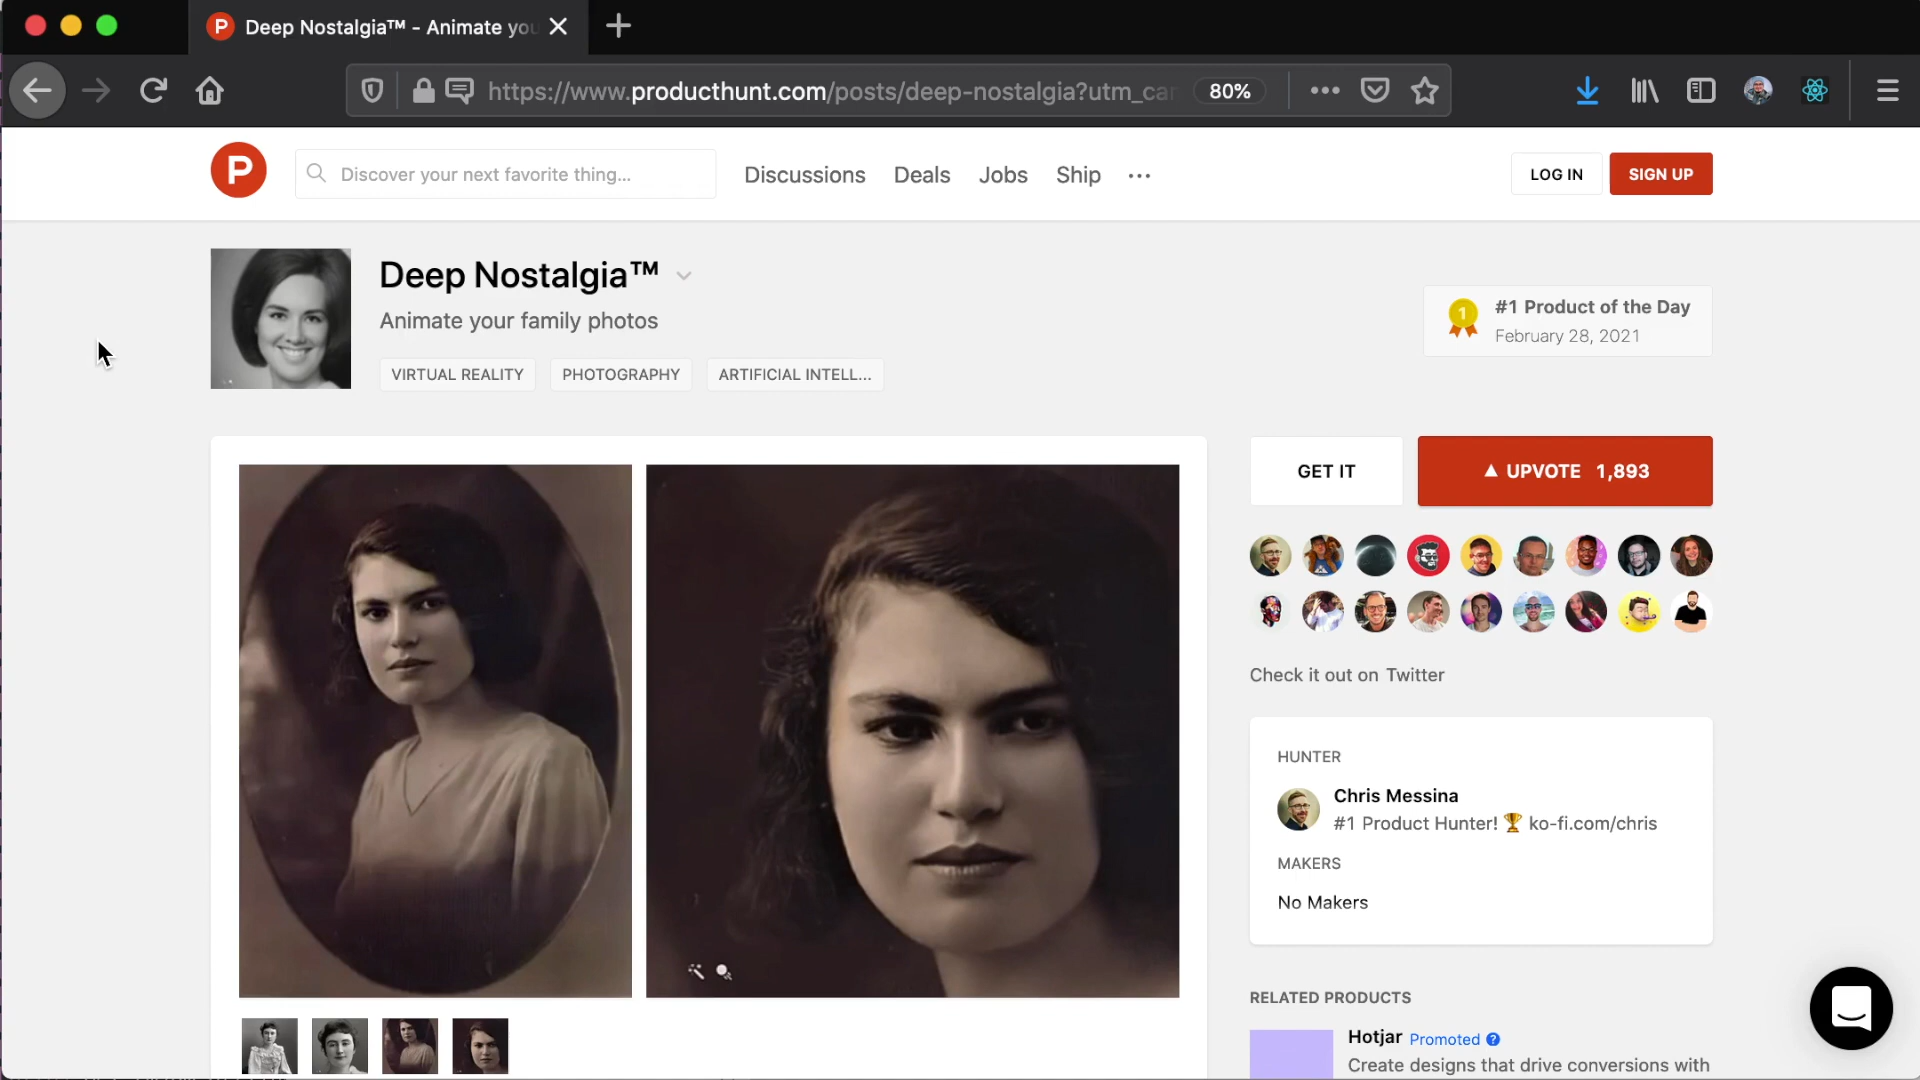 Deep Nostalgia™ - Animate you
https://www.producthunt.com/posts/deep-nostalgia?utm_car
80%
P
Discover your next favorite thing...
Discussions
Deals
Jobs
Ship
LOG IN
SIGN UP
Deep Nostalgia™
Animate your family photos
VIRTUAL REALITY
PHOTOGRAPHY
ARTIFICIAL INTELL...
1
#1 Product of the Day
February 28, 2021
GET IT
UPVOTE 1,893
Check it out on Twitter
HUNTER
Chris Messina
#1 Product Hunter! 🏆 ko-fi.com/chris
MAKERS
No Makers
RELATED PRODUCTS
Hotjar Promoted ?
Create designs that drive conversions with